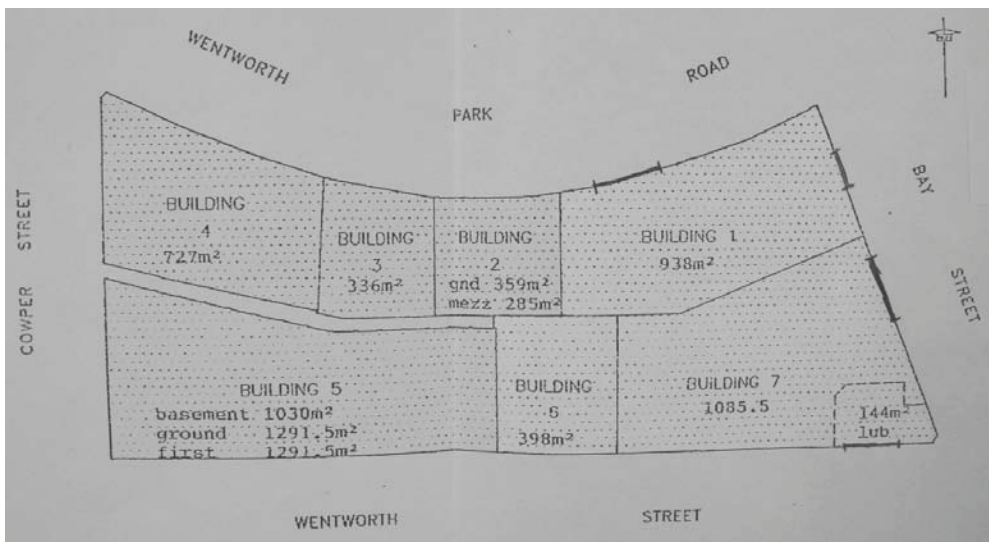 WENTWORTH
PARK
ROAD
BAY
STREET
COWPER STREET
BUILDING
4
727m²
BUILDING
3
336m²
BUILDING
2
gnd 359m²
mezz 285m²
BUILDING 1
938m²
BUILDING 5
basement 1030m²
ground 1291.5m²
first 1291.5m²
BUILDING
6
398m²
BUILDING 7
1085.5
144m²
lub
WENTWORTH STREET